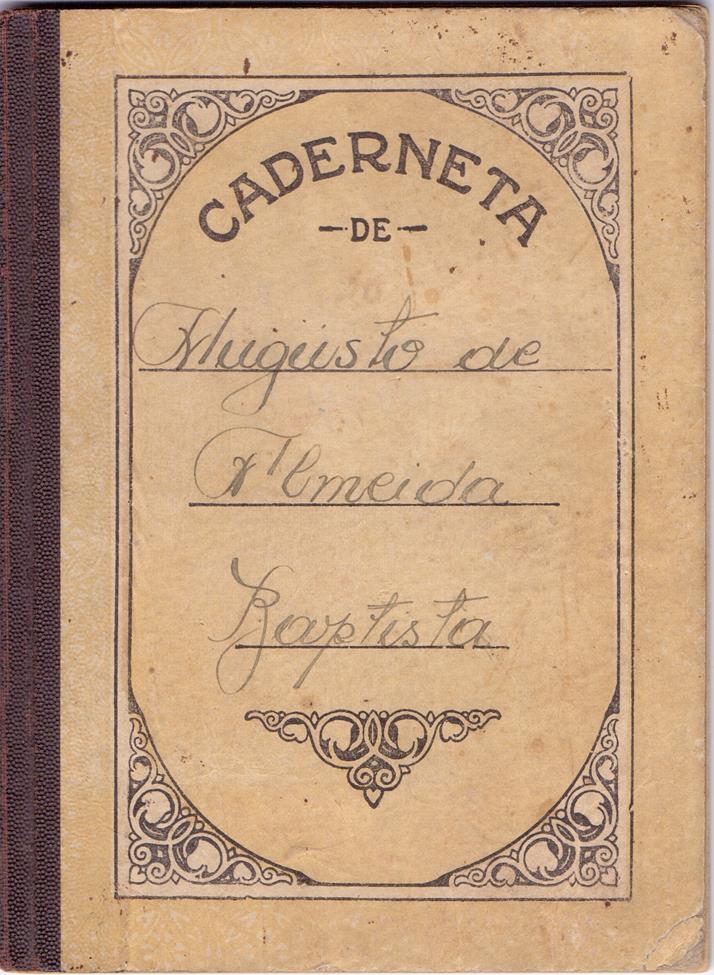 CADERNETA
-DE-
Augusto de
Almeida
Baptista